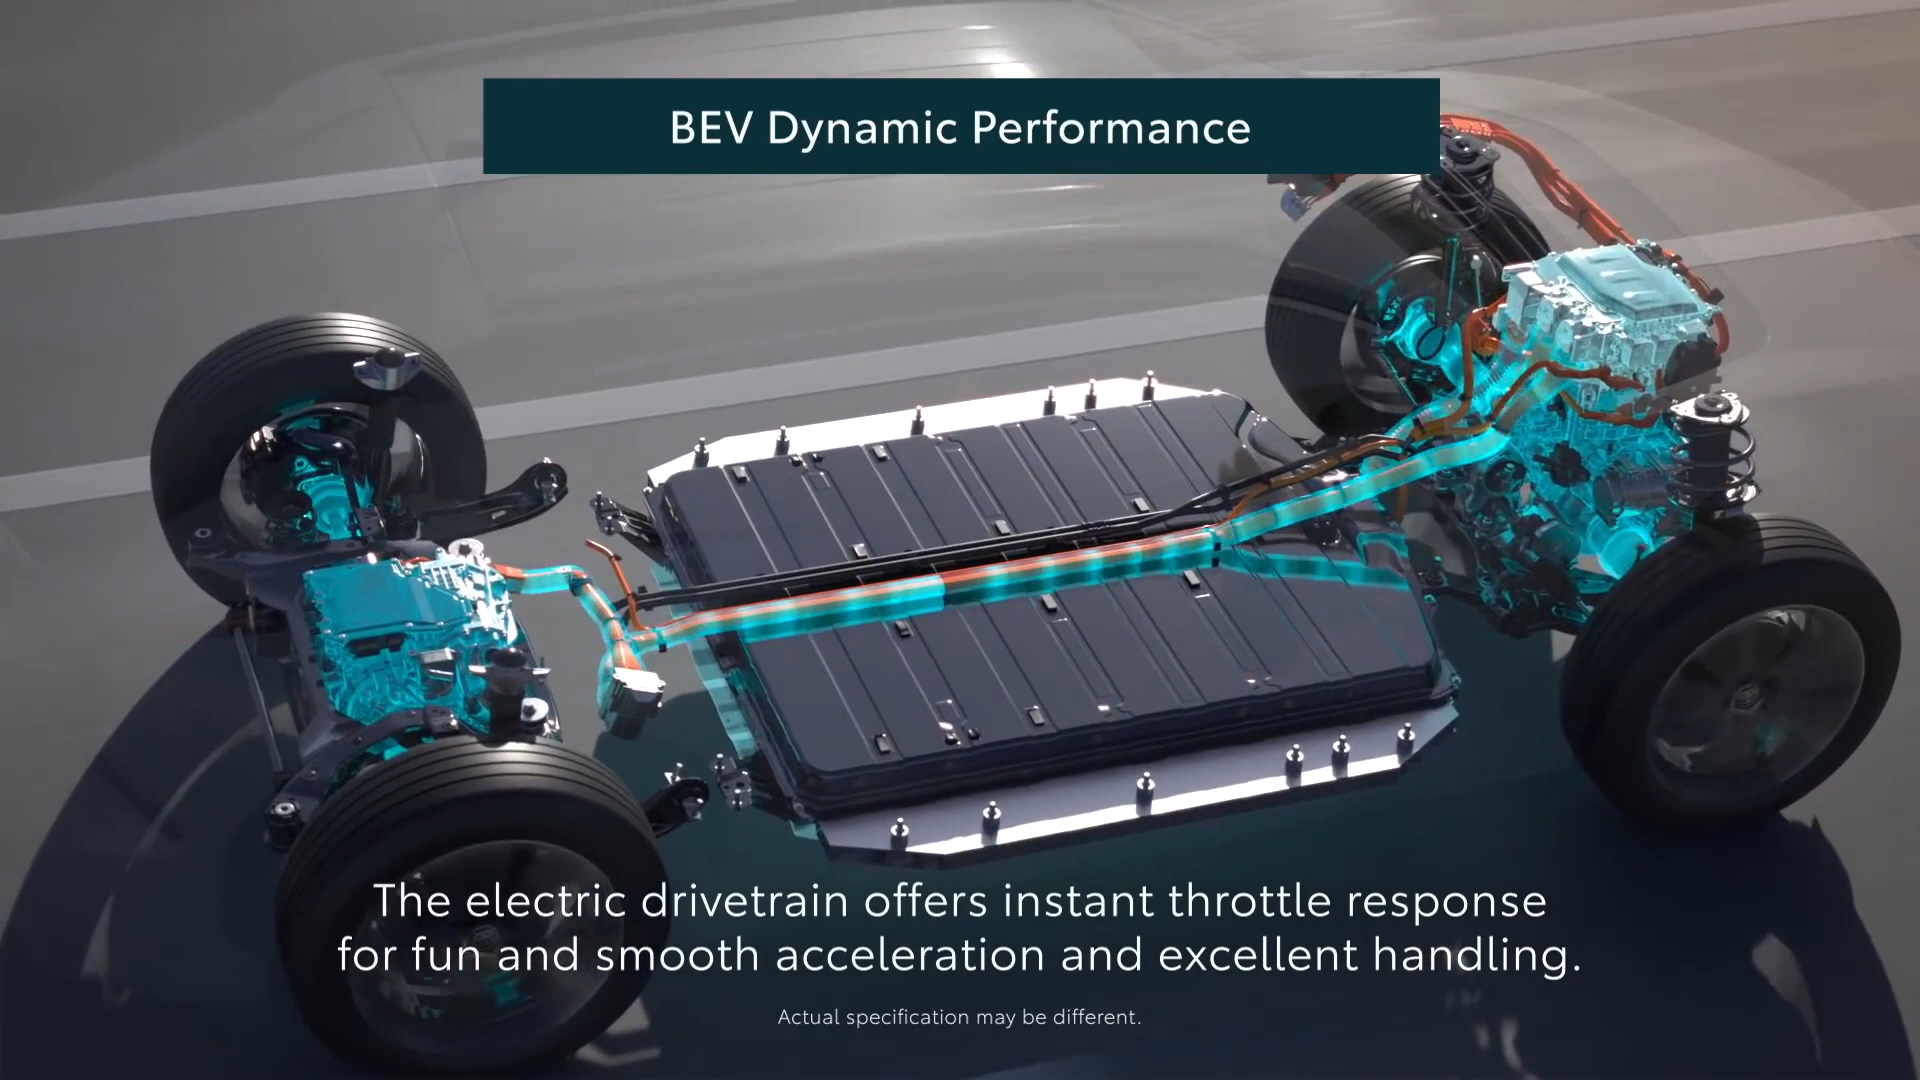 BEV Dynamic Performance
The electric drivetrain offers instant throttle response
for fun and smooth acceleration and excellent handling.
Actual specification may be different.